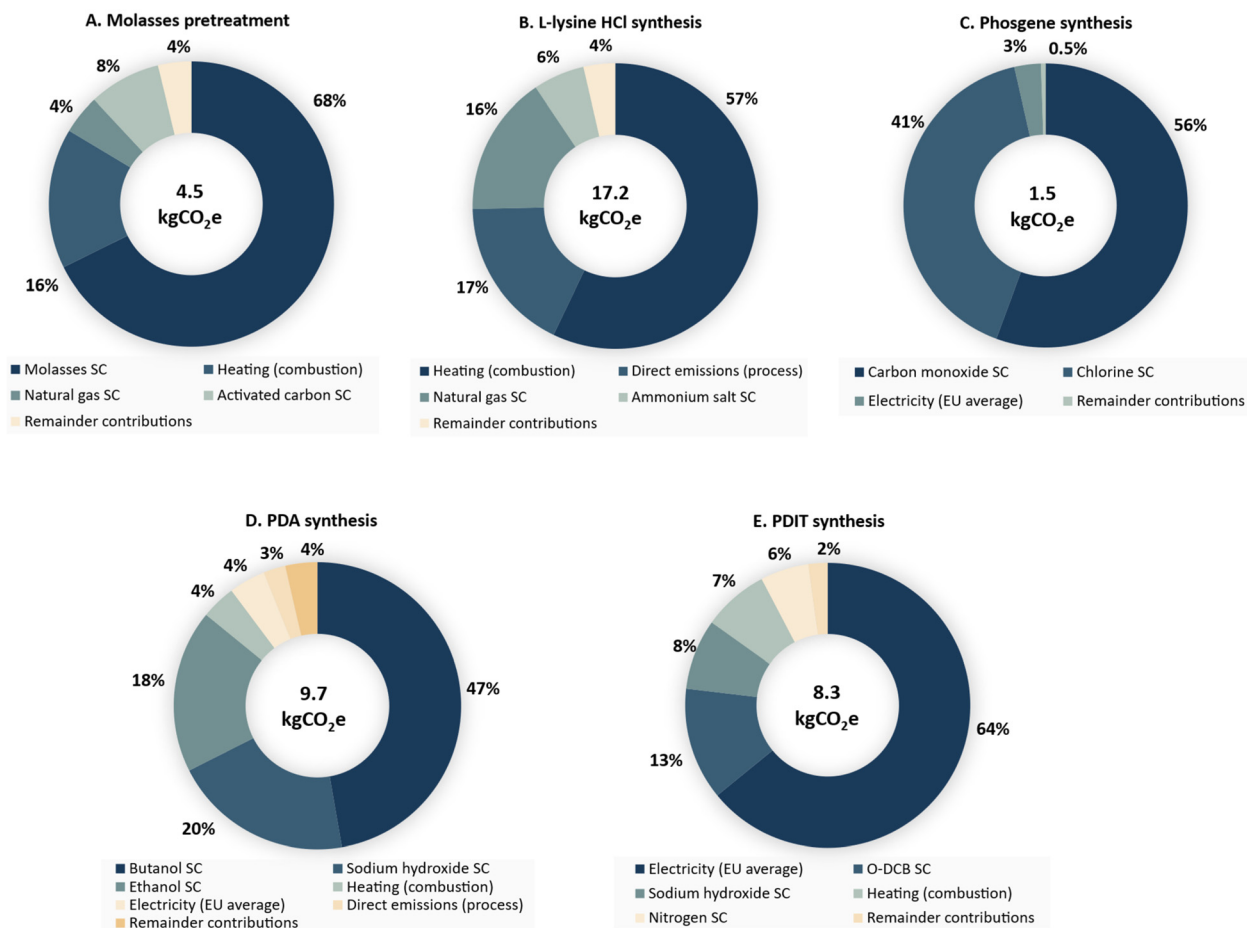 A. Molasses pretreatment
4%
8%
4%
68%
16%
4.5
kgCO₂e
Molasses SC
Heating (combustion)
Natural gas SC
Activated carbon SC
Remainder contributions
B. L-lysine HCl synthesis
4%
6%
16%
57%
17%
17.2
kgCO₂e
Heating (combustion)
Direct emissions (process)
Natural gas SC
Ammonium salt SC
Remainder contributions
C. Phosgene synthesis
3%
0.5%
41%
56%
1.5
kgCO₂e
Carbon monoxide SC
Chlorine SC
Electricity (EU average)
Remainder contributions
D. PDA synthesis
4%
3%
4%
4%
18%
47%
20%
9.7
kgCO₂e
Butanol SC
Sodium hydroxide SC
Ethanol SC
Heating (combustion)
Electricity (EU average)
Direct emissions (process)
Remainder contributions
E. PDIT synthesis
2%
6%
7%
8%
13%
64%
8.3
kgCO₂e
Electricity (EU average)
O-DCB SC
Sodium hydroxide SC
Heating (combustion)
Nitrogen SC
Remainder contributions